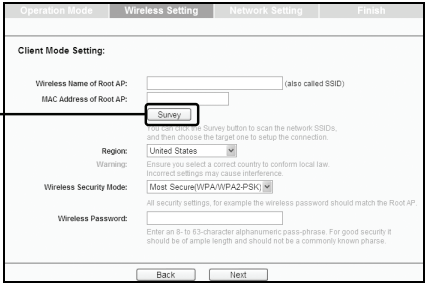 Operation Mode Wireless Setting Network Setting Finish
Client Mode Setting:
Wireless Name of Root AP: (also called SSID)
MAC Address of Root AP:
Survey
You can click the Survey button to scan the network SSIDs,
and then choose the target one to setup the connection.
Region: United States
Warning: Ensure you select a correct country to conform local law.
Incorrect settings may cause interference.
Wireless Security Mode: Most Secure(WPA/WPA2-PSK)
All security settings, for example the wireless password should match the Root AP.
Wireless Password:
Enter an 8- to 63-character alphanumeric pass-phrase. For good security it
should be of ample length and should not be a commonly known pharse.
Back Next